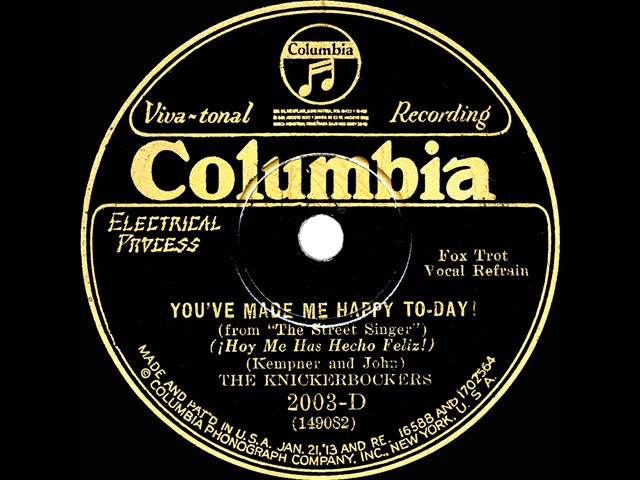 Columbia
Viva-tonal Recording
Columbia
ELECTRICAL
PROCESS
Fox Trot
Vocal Refrain
YOU'VE MADE ME HAPPY TO-DAY!
(from "The Street Singer")
(¡Hoy Me Has Hecho Feliz!)
(Kempner and John)
THE KNICKERBOCKERS
2003-D
(149082)
MADE AND PAT'D IN U.S.A. JAN. 21,'13 AND RE. 16588 AND 1702564
© COLUMBIA PHONOGRAPH COMPANY, INC., NEW YORK, U.S.A.